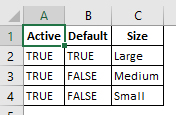 A B C
1 Active Default Size
2 TRUE TRUE Large
3 TRUE FALSE Medium
4 TRUE FALSE Small